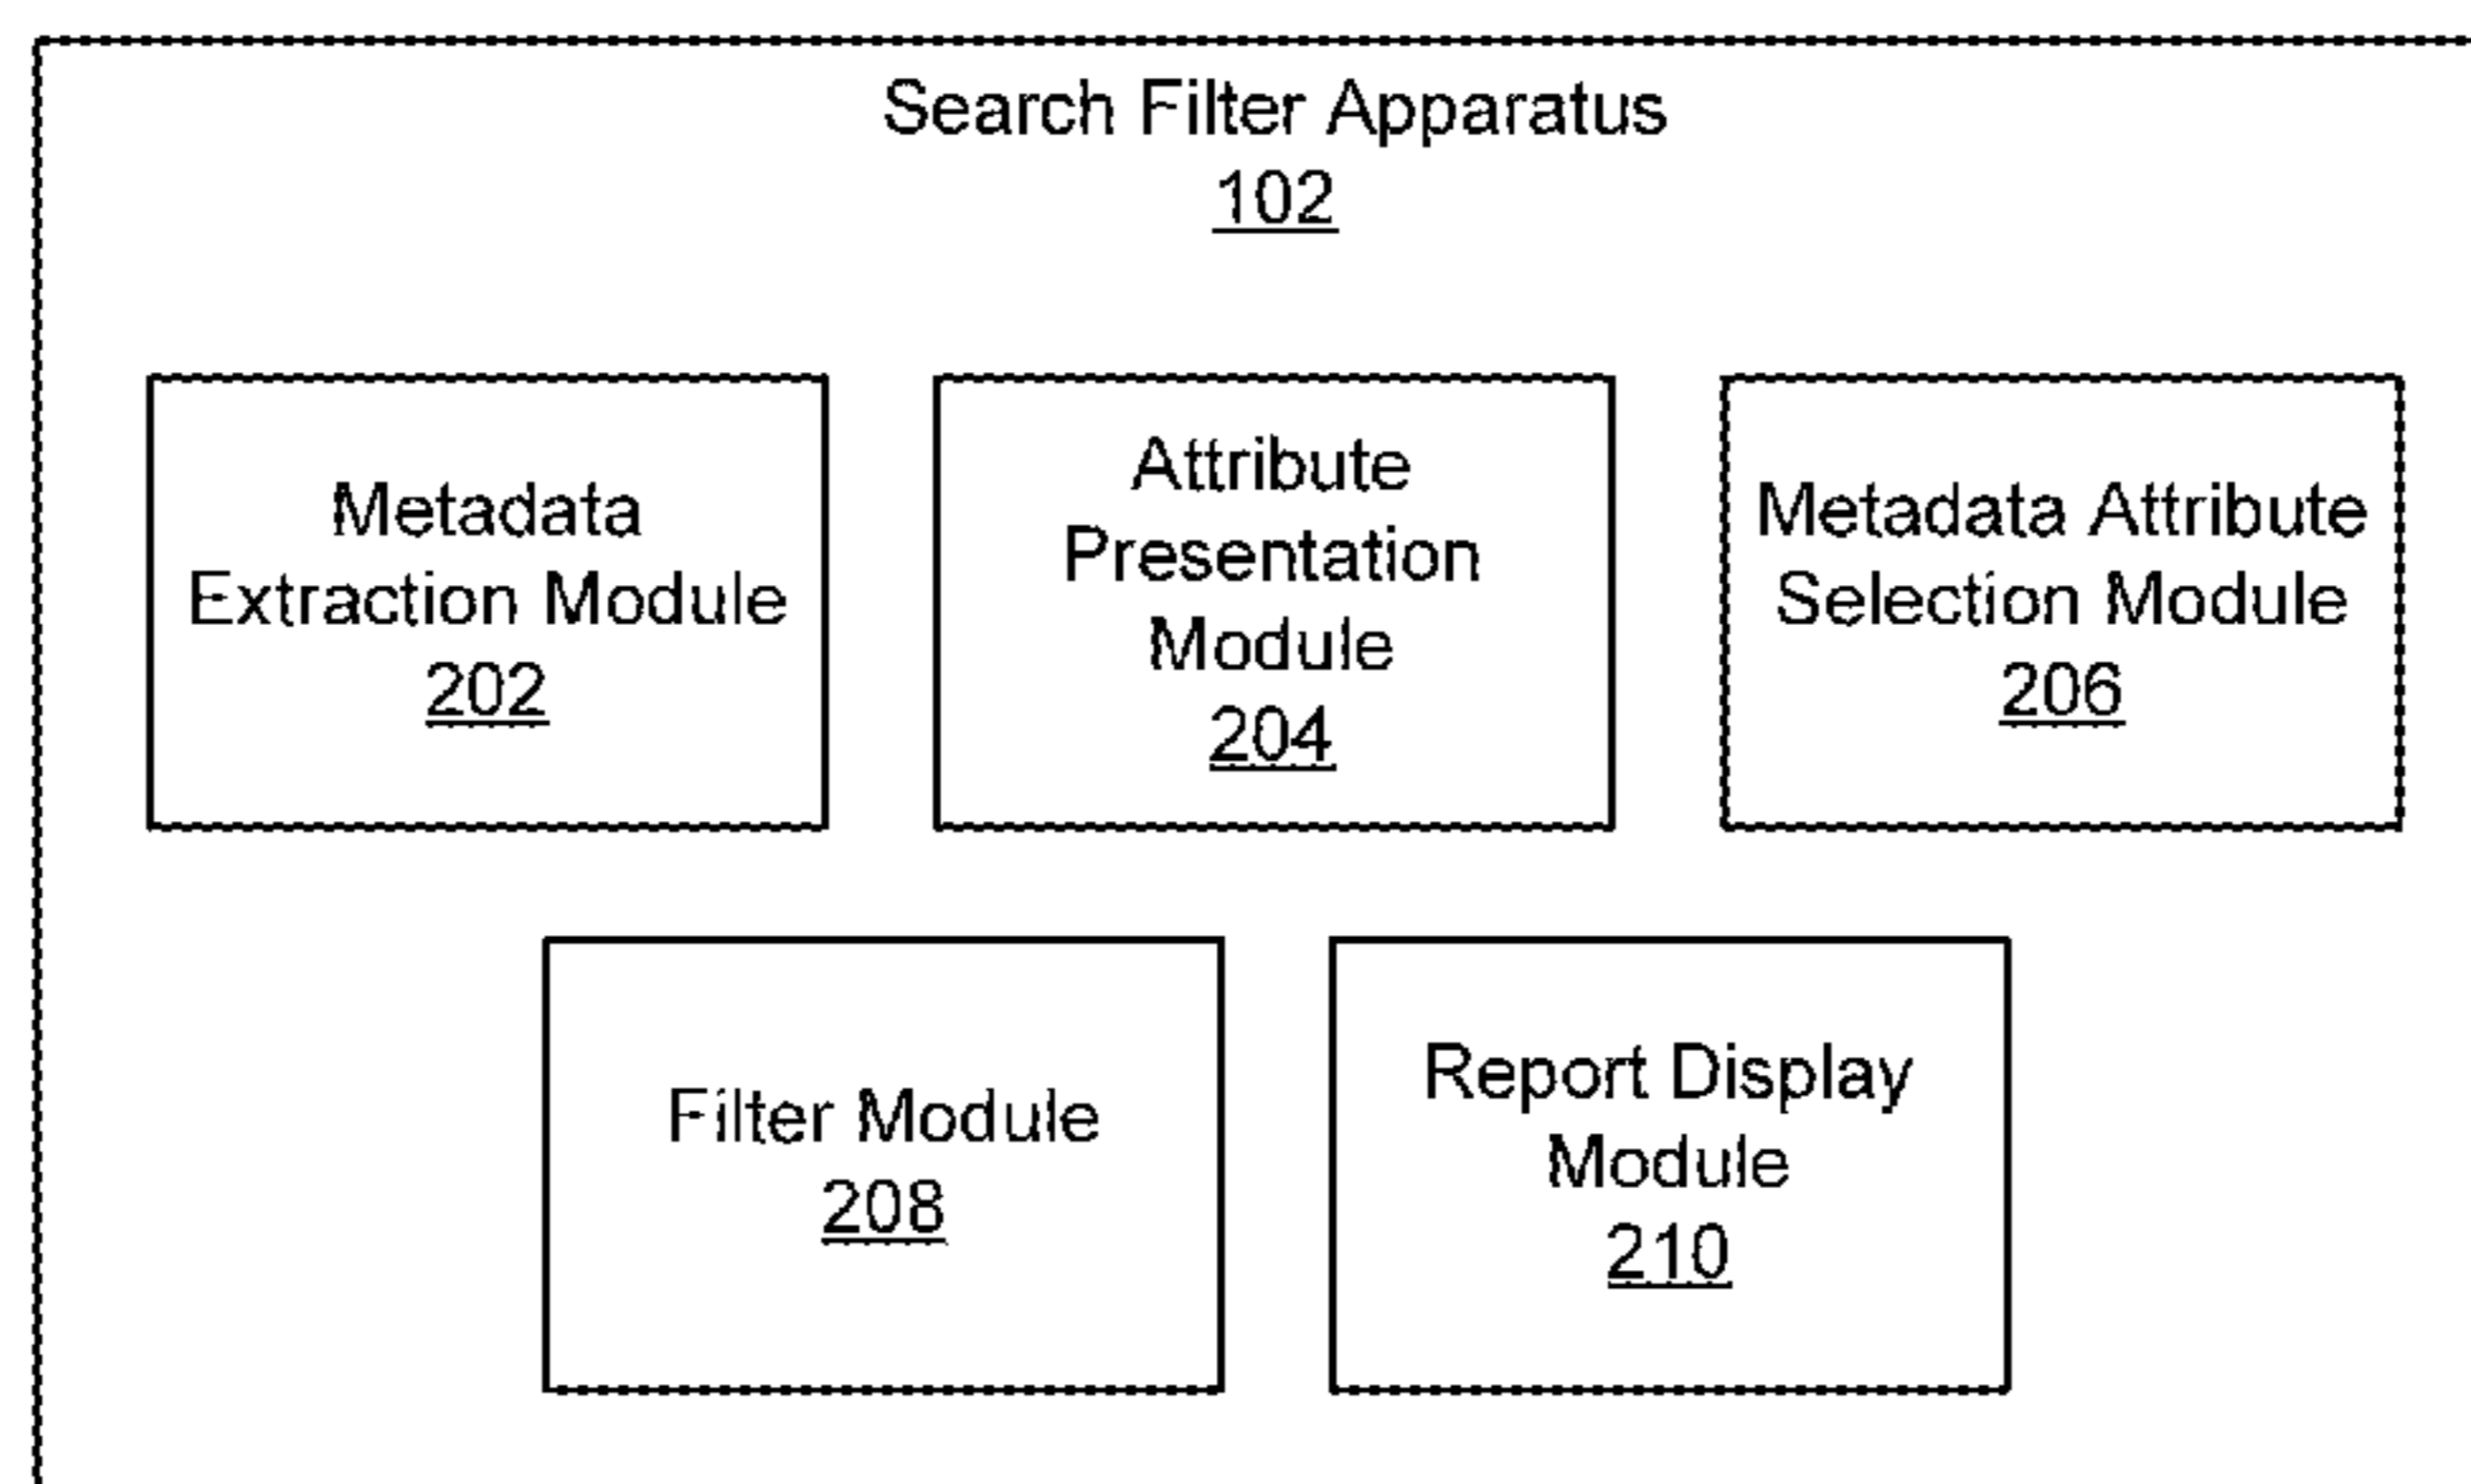 Search Filter Apparatus
102
Metadata
Extraction Module
202
Attribute
Presentation
Module
204
Metadata Attribute
Selection Module
206
Filter Module
208
Report Display
Module
210